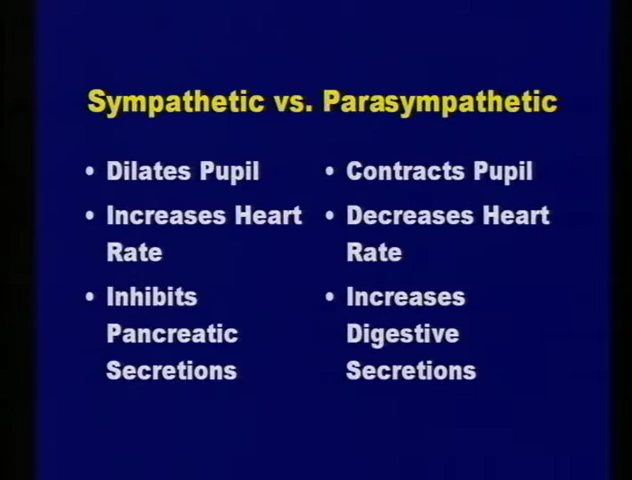 Sympathetic vs. Parasympathetic
• Dilates Pupil
• Increases Heart
Rate
• Inhibits
Pancreatic
Secretions
• Contracts Pupil
• Decreases Heart
Rate
• Increases
Digestive
Secretions